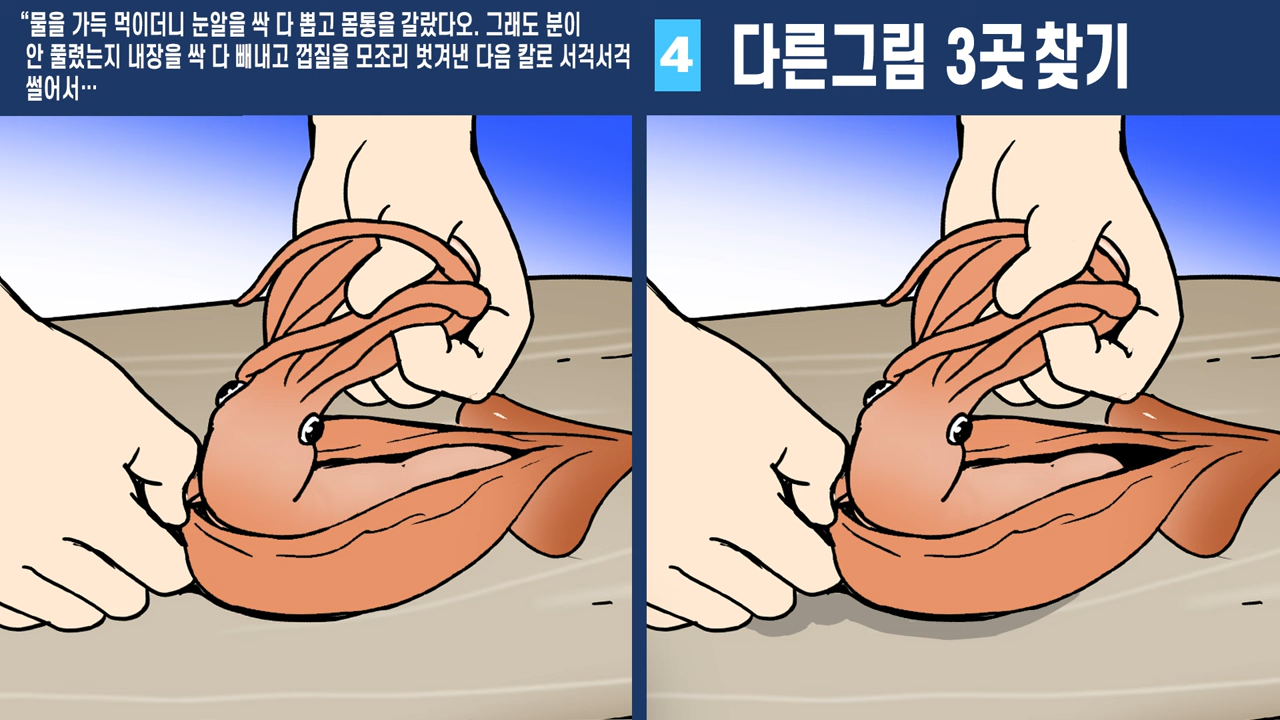 “물을 가득 먹이더니 눈알을 싹 다 뽑고 몸통을 갈랐다오. 그래도 분이
안 풀렸는지 내장을 싹 다 빼내고 껍질을 모조리 벗겨낸 다음 칼로 서걱서걱
썰어서…
4 다른그림 3곳 찾기